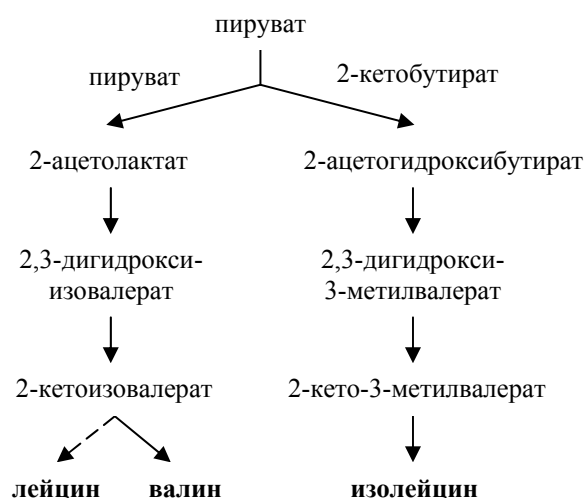 пируват
пируват 2-кетобутират
2-ацетолактат 2-ацетогидроксибутират
2,3-дигидрокси- 2,3-дигидрокси-
изовалерат 3-метилвалерат
2-кетоизовалерат 2-кето-3-метилвалерат
лейцин валин изолейцин